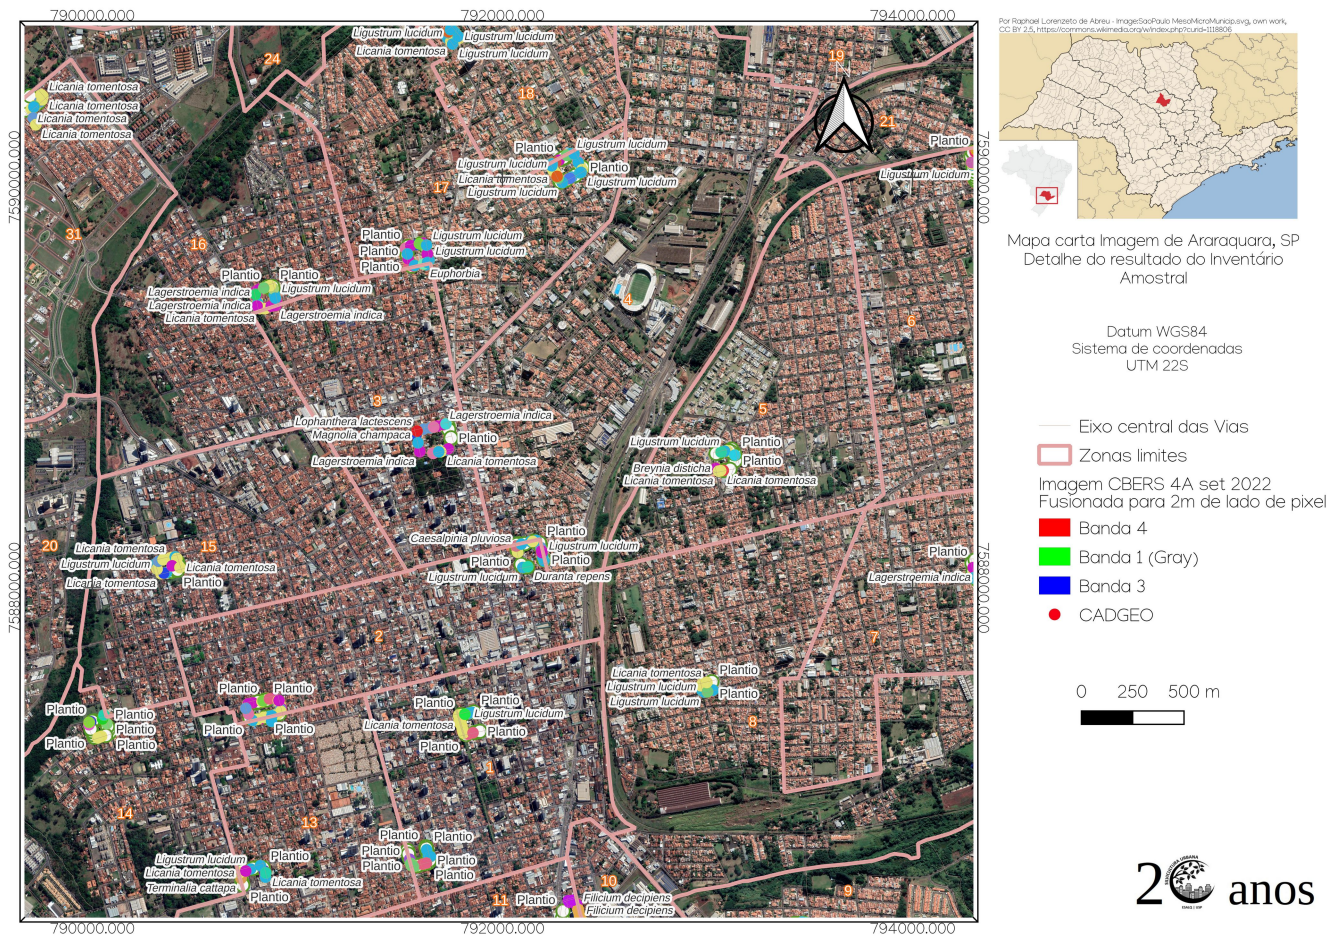 790000.000
792000.000
794000.000
Por Raphael Lorenzeto de Abreu - Image:SaoPaulo MesoMicroMunicip.svg, own work,
CC BY 2.5, https://commons.wikimedia.org/w/index.php?curid=1118806
Ligustrum lucidum
Ligustrum lucidum
Licania tomentosa
Ligustrum lucidum
19
24
18
21
Licania tomentosa
Licania tomentosa
Licania tomentosa
Licania tomentosa
7590000.000
7590000.000
Plantio
Ligustrum lucidum
Ligustrum lucidum
Plantio
Licania tomentosa
Ligustrum lucidum
Ligustrum lucidum
Plantio
Ligustrum lucidum
17
31
16
Plantio
Ligustrum lucidum
Plantio
Ligustrum lucidum
Plantio
Euphorbia
Plantio
Plantio
Lagerstroemia indica
Ligustrum lucidum
Lagerstroemia indica
Licania tomentosa
Lagerstroemia indica
4
6
3
5
Lophanthera lactescens
Lagerstroemia indica
Magnolia champaca
Plantio
Lagerstroemia indica
Licania tomentosa
Ligustrum lucidum
Plantio
Plantio
Breynia disticha
Licania tomentosa
Licania tomentosa
Caesalpinia pluviosa
Plantio
Ligustrum lucidum
Plantio
Plantio
Ligustrum lucidum
Duranta repens
20
15
Licania tomentosa
Ligustrum lucidum
Licania tomentosa
Licania tomentosa
Plantio
Plantio
Lagerstroemia indica
7588000.000
7588000.000
2
7
Licania tomentosa
Plantio
Ligustrum lucidum
Plantio
Ligustrum lucidum
8
Plantio
Plantio
Plantio
Plantio
Plantio
Plantio
Plantio
Plantio
Plantio
Plantio
Ligustrum lucidum
Licania tomentosa
Plantio
Plantio
1
14
13
Plantio
Plantio
Plantio
Plantio
Plantio
Plantio
Ligustrum lucidum
Plantio
Licania tomentosa
Licania tomentosa
Terminalia cattapa
Plantio
10
11
9
Filicium decipiens
Filicium decipiens
790000.000
792000.000
794000.000
Mapa carta Imagem de Araraquara, SP
Detalhe do resultado do Inventário
Amostral
Datum WGS84
Sistema de coordenadas
UTM 22S
Eixo central das Vias
Zonas limites
Imagem CBERS 4A set 2022
Fusionada para 2m de lado de pixel
Banda 4
Banda 1 (Gray)
Banda 3
CADGEO
0 250 500 m
20 anos